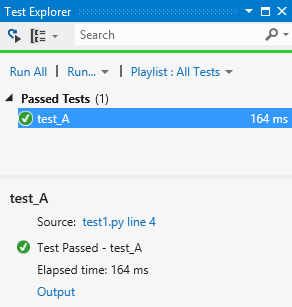 Test Explorer
Search
Run All | Run... | Playlist : All Tests
Passed Tests (1)
test_A 164 ms
test_A
Source: test1.py line 4
Test Passed - test_A
Elapsed time: 164 ms
Output